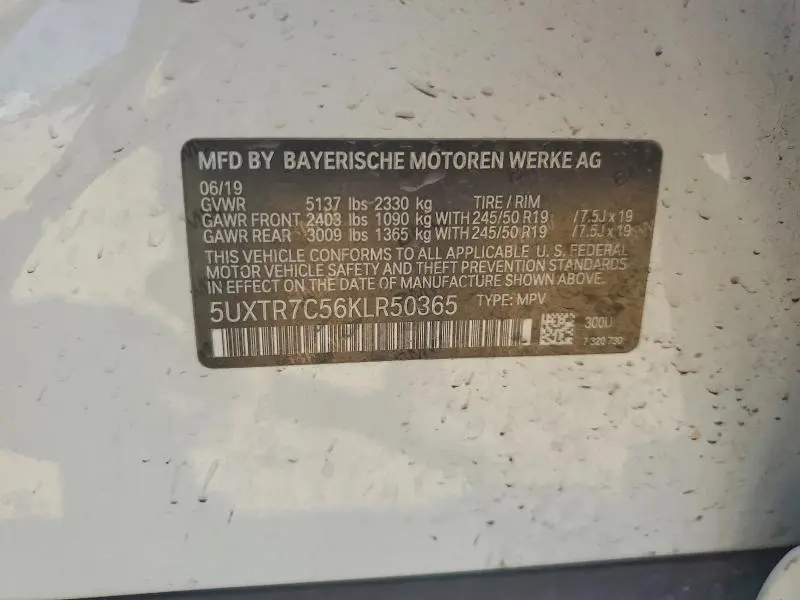 MFD BY BAYERISCHE MOTOREN WERKE AG
06/19
GVWR 5137 lbs 2330 kg TIRE / RIM
GAWR FRONT 2403 lbs 1090 kg WITH 245/50 R19 / 7.5J x 19
GAWR REAR 3009 lbs 1365 kg WITH 245/50 R19 / 7.5J x 19
THIS VEHICLE CONFORMS TO ALL APPLICABLE U. S. FEDERAL
MOTOR VEHICLE SAFETY AND THEFT PREVENTION STANDARDS
IN EFFECT ON THE DATE OF MANUFACTURE SHOWN ABOVE.
5UXTR7C56KLR50365 TYPE: MPV
300U
7 320 730